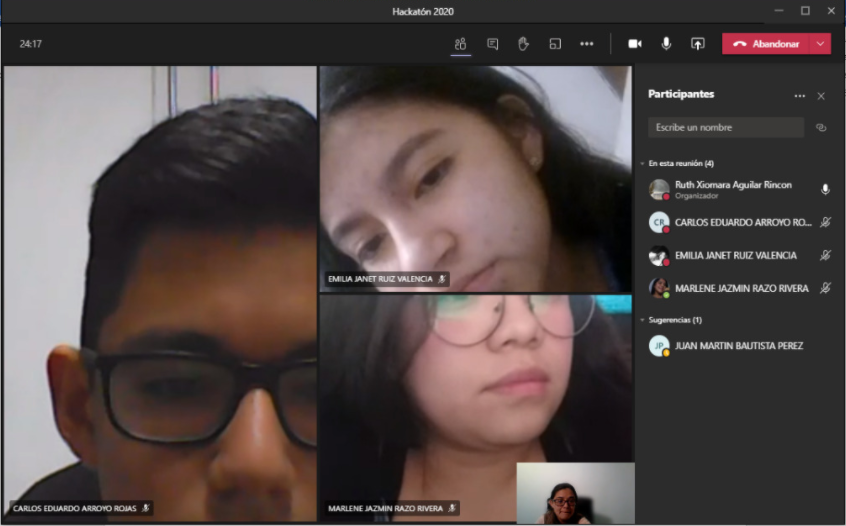 Hackatón 2020
24:17
Abandonar
Participantes
Escribe un nombre
En esta reunión (4)
Ruth Xiomara Aguilar Rincon
Organizador
CR
CARLOS EDUARDO ARROYO RO...
EMILIA JANET RUIZ VALENCIA
MARLENE JAZMIN RAZO RIVERA
Sugerencias (1)
JP
JUAN MARTIN BAUTISTA PEREZ
EMILIA JANET RUIZ VALENCIA
CARLOS EDUARDO ARROYO ROJAS
MARLENE JAZMIN RAZO RIVERA